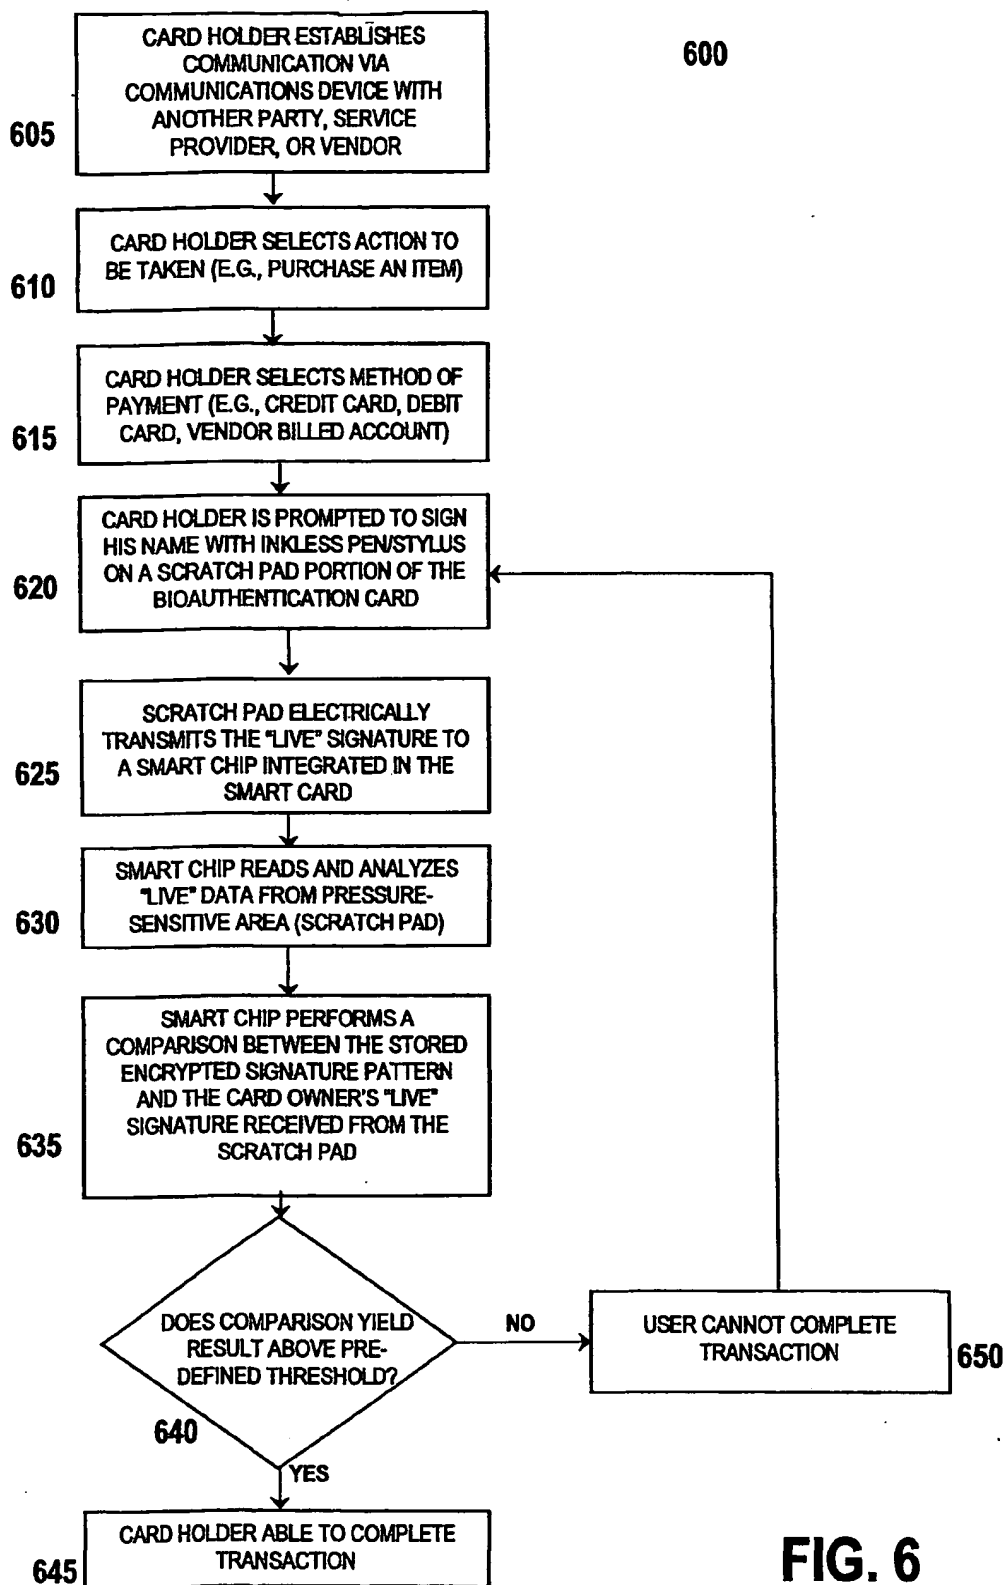 600
CARD HOLDER ESTABLISHES
COMMUNICATION VIA
COMMUNICATIONS DEVICE WITH
ANOTHER PARTY, SERVICE
PROVIDER, OR VENDOR
605
CARD HOLDER SELECTS ACTION TO
BE TAKEN (E.G., PURCHASE AN ITEM)
610
CARD HOLDER SELECTS METHOD OF
PAYMENT (E.G., CREDIT CARD, DEBIT
CARD, VENDOR BILLED ACCOUNT)
615
CARD HOLDER IS PROMPTED TO SIGN
HIS NAME WITH INKLESS PEN/STYLUS
ON A SCRATCH PAD PORTION OF THE
BIOAUTHENTICATION CARD
620
SCRATCH PAD ELECTRICALLY
TRANSMITS THE "LIVE" SIGNATURE TO
A SMART CHIP INTEGRATED IN THE
SMART CARD
625
SMART CHIP READS AND ANALYZES
"LIVE" DATA FROM PRESSURE-
SENSITIVE AREA (SCRATCH PAD)
630
SMART CHIP PERFORMS A
COMPARISON BETWEEN THE STORED
ENCRYPTED SIGNATURE PATTERN
AND THE CARD OWNER'S "LIVE"
SIGNATURE RECEIVED FROM THE
SCRATCH PAD
635
DOES COMPARISON YIELD
RESULT ABOVE PRE-
DEFINED THRESHOLD?
640
NO
USER CANNOT COMPLETE
TRANSACTION
650
YES
CARD HOLDER ABLE TO COMPLETE
TRANSACTION
645
FIG. 6